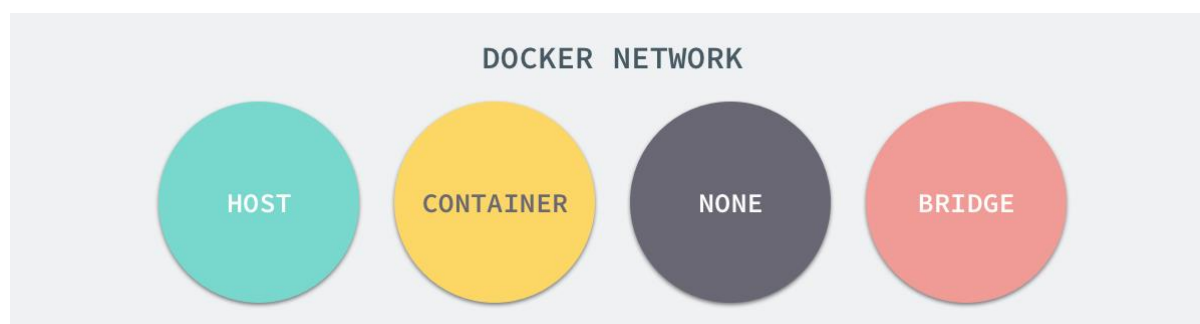 DOCKER NETWORK
HOST
CONTAINER
NONE
BRIDGE